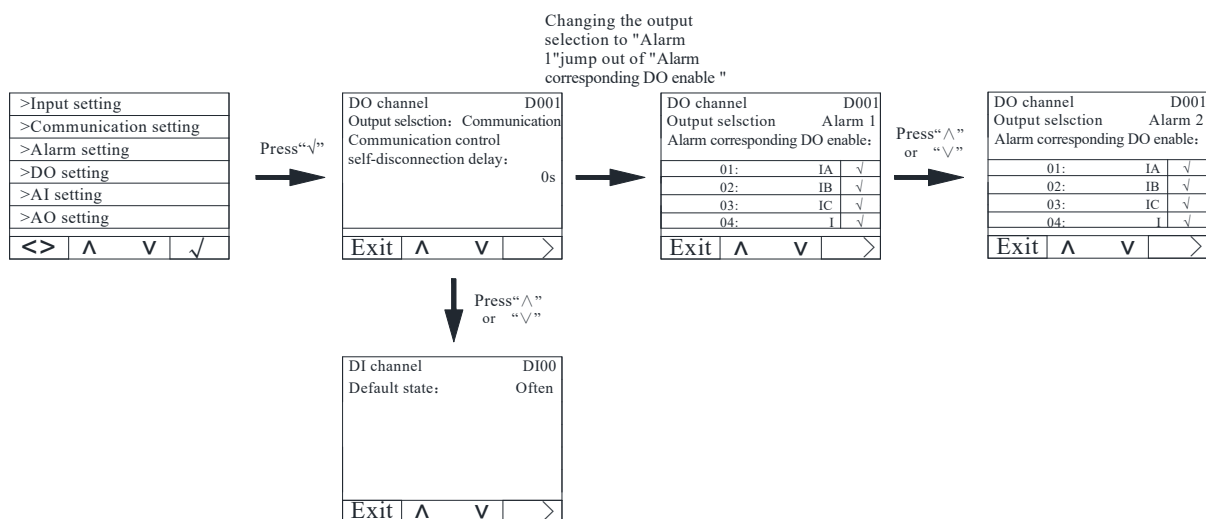 Changing the output
selection to "Alarm
1"jump out of "Alarm
corresponding DO enable "
>Input setting
>Communication setting
>Alarm setting
>DO setting
>AI setting
>AO setting
<> ∧ ∨ √
Press“√”
DO channel D001
Output selection： Communication
Communication control
self-disconnection delay：
0s
Exit ∧ ∨ >
DO channel D001
Output selsction Alarm 1
Alarm corresponding DO enable：
01: IA √
02: IB √
03: IC √
04: I √
Exit ∧ ∨ >
Press“∧”
or “∨”
DO channel D001
Output selsction Alarm 2
Alarm corresponding DO enable：
01: IA √
02: IB √
03: IC √
04: I √
Exit ∧ ∨ >
Press“∧”
or “∨”
DI channel DI00
Default state： Often
Exit ∧ ∨ >